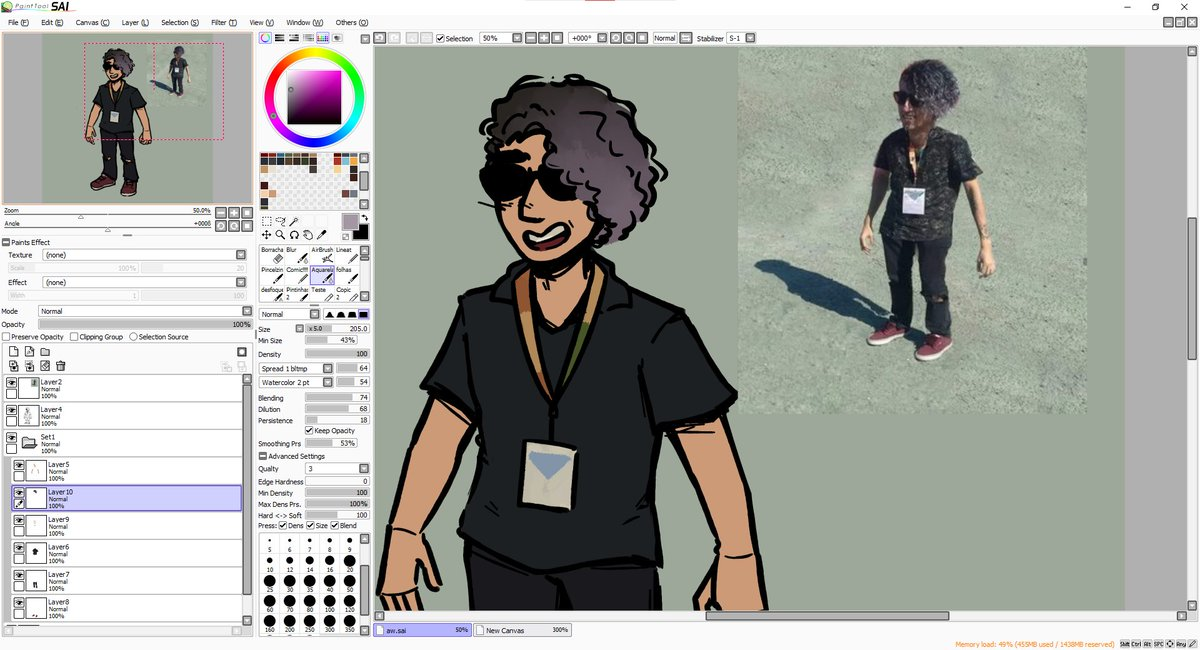 PaintTool SAI
File (F) Edit (E) Canvas (C) Layer (L) Selection (S) Filter (T) View (V) Window (W) Others (O)
Selection 50% +000° Normal Stabilizer S-1
Zoom 50.0%
Angle +000°
Paints Effect
Texture (none)
Scale 100% 20
Effect (none)
Width 1 100
Mode Normal
Opacity 100%
Preserve Opacity Clipping Group Selection Source
Layer2
Normal
100%
Layer4
Normal
100%
Set1
Normal
100%
Layer5
Normal
100%
Layer10
Normal
100%
Layer9
Normal
100%
Layer6
Normal
100%
Layer7
Normal
100%
Layer8
Normal
100%
Borracha Blur AirBrush Lineat
Pincelzin Comic!!!! Aquarela folhas
desfoque Pintinhas Teste Copic
2 2
Normal
Size x 5.0 205.0
Min Size 43%
Density 100
Spread 1 bltmp 64
Watercolor 2 pt 54
Blending 74
Dilution 68
Persistence 18
Keep Opacity
Smoothing Prs 53%
Advanced Settings
Quality 3
Edge Hardness 0
Min Density 100
Max Dens Prs. 100%
Hard <-> Soft 100
Press: Dens Size Blend
5 6 7 8 9
10 12 14 16 20
25 30 35 40 50
60 70 80 100 120
160 200 250 300 350
aw.sai 50% New Canvas 300%
Memory load: 49% (455MB used / 1438MB reserved) Shift Ctrl Alt SPC Any